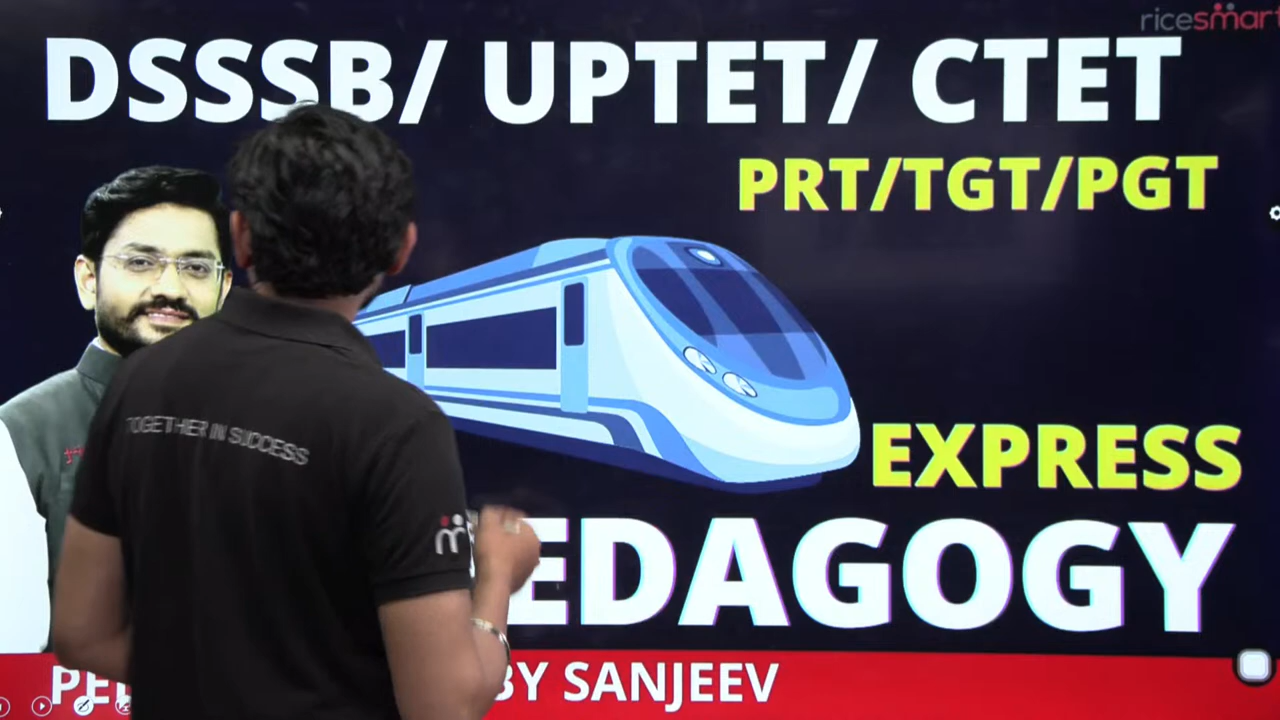 ricesmart
DSSSB/ UPTET/ CTET
PRT/TGT/PGT
TOGETHER IN SUCCESS
EXPRESS
EDAGOGY
BY SANJEEV